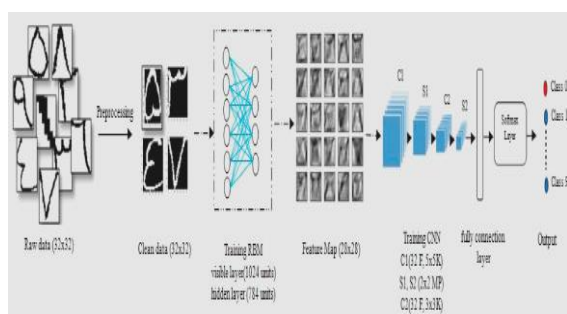 Preprocessing
C1
S1
C2
S2
Softmax
Layer
Class 0
Class 1
Class 9
Raw data (32x32)
Clean data (32x32)
Training RBM
visible layer(1024 units)
hidden layer (784 units)
Feature Map (28x28)
Training CNN
C1(32 F, 5x5K)
S1, S2 (2x2 MP)
C2(32 F, 3x3K)
fully connection
layer
Output